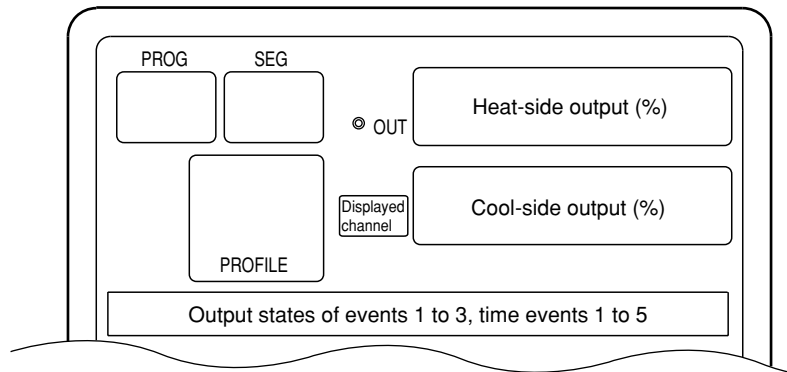 PROG
SEG
OUT
Heat-side output (%)
Displayed
channel
Cool-side output (%)
PROFILE
Output states of events 1 to 3, time events 1 to 5